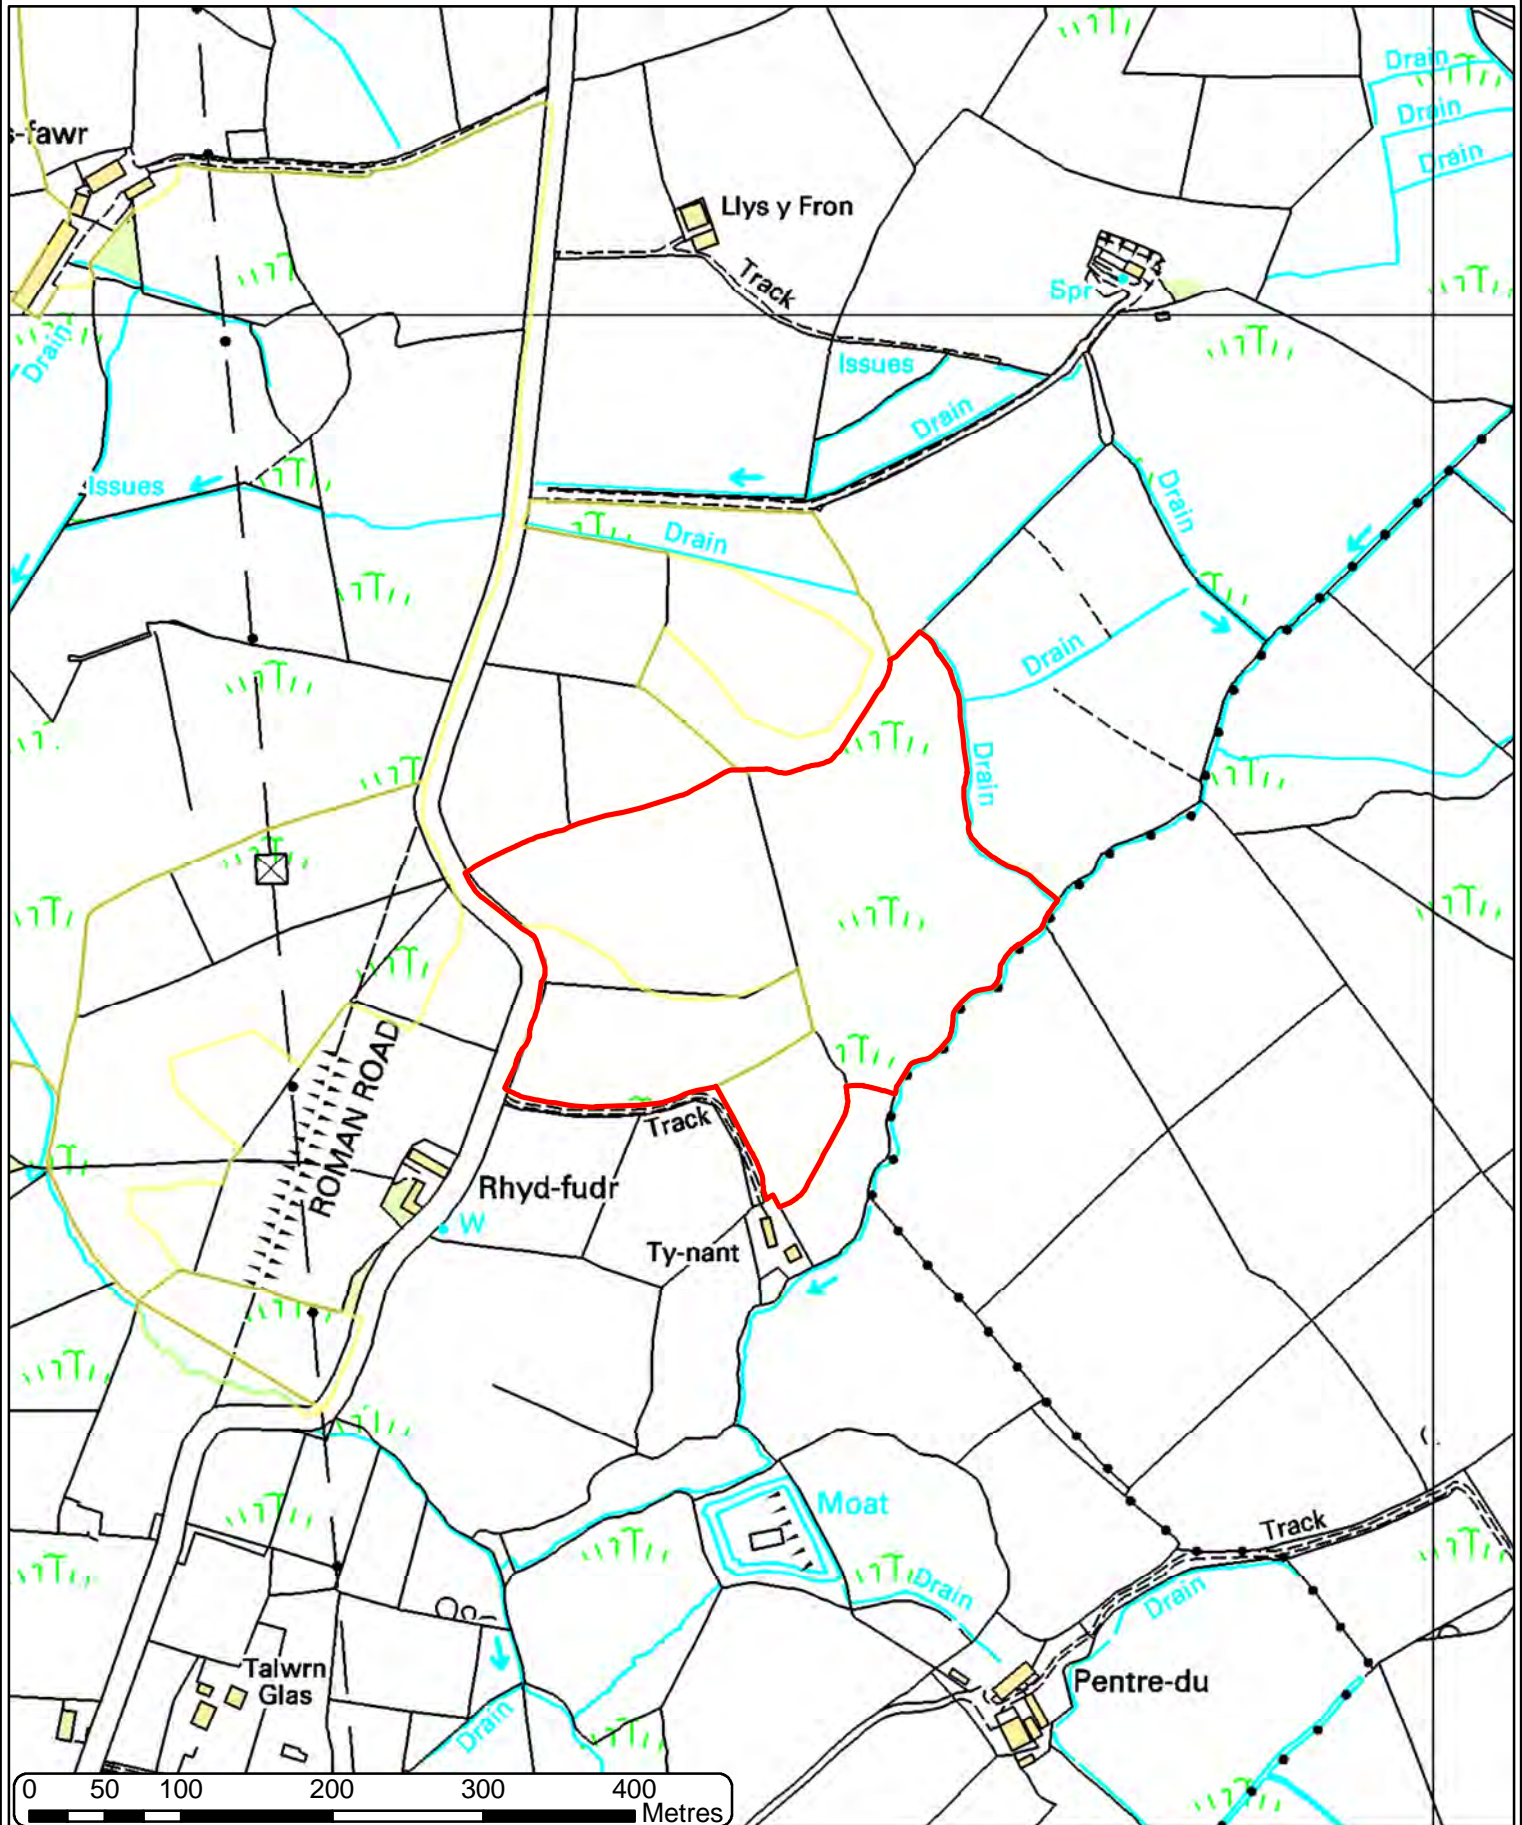 Drain
Drain
Drain
s-fawr
Llys y Fron
Track
Spr
Drain
Issues
Drain
Issues
Drain
Drain
Drain
Drain
ROMAN ROAD
Track
Rhyd-fudr
W
Ty-nant
Moat
Track
Drain
Drain
Talwrn
Glas
Pentre-du
Drain
0 50 100 200 300 400
Metres